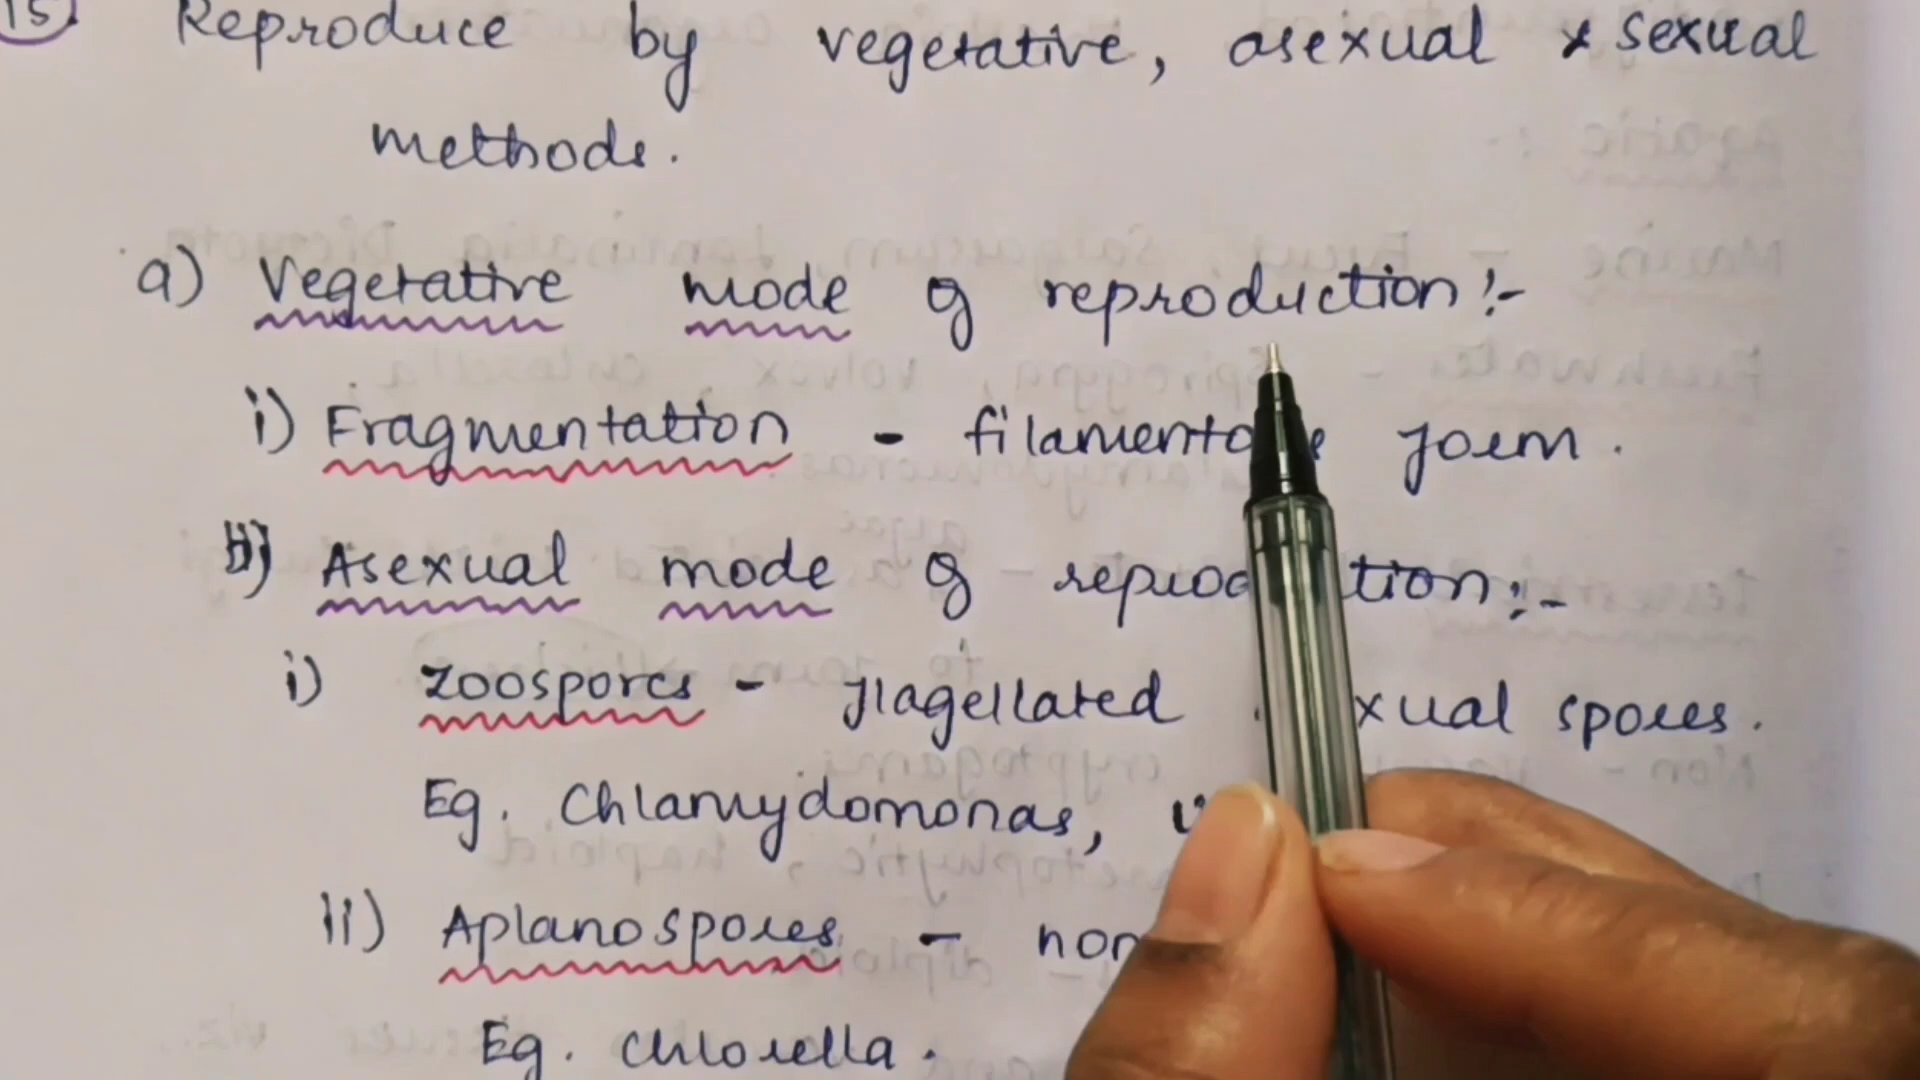 15.
Reproduce by vegetative, asexual & sexual
methods.
a) Vegetative mode of reproduction:-
i) Fragmentation - filamentous form.
b) Asexual mode of reproduction:-
i) Zoospores - flagellated xual spores.
Eg. Chlamydomonas,
ii) Aplanospores - non
Eg. Chlorella.